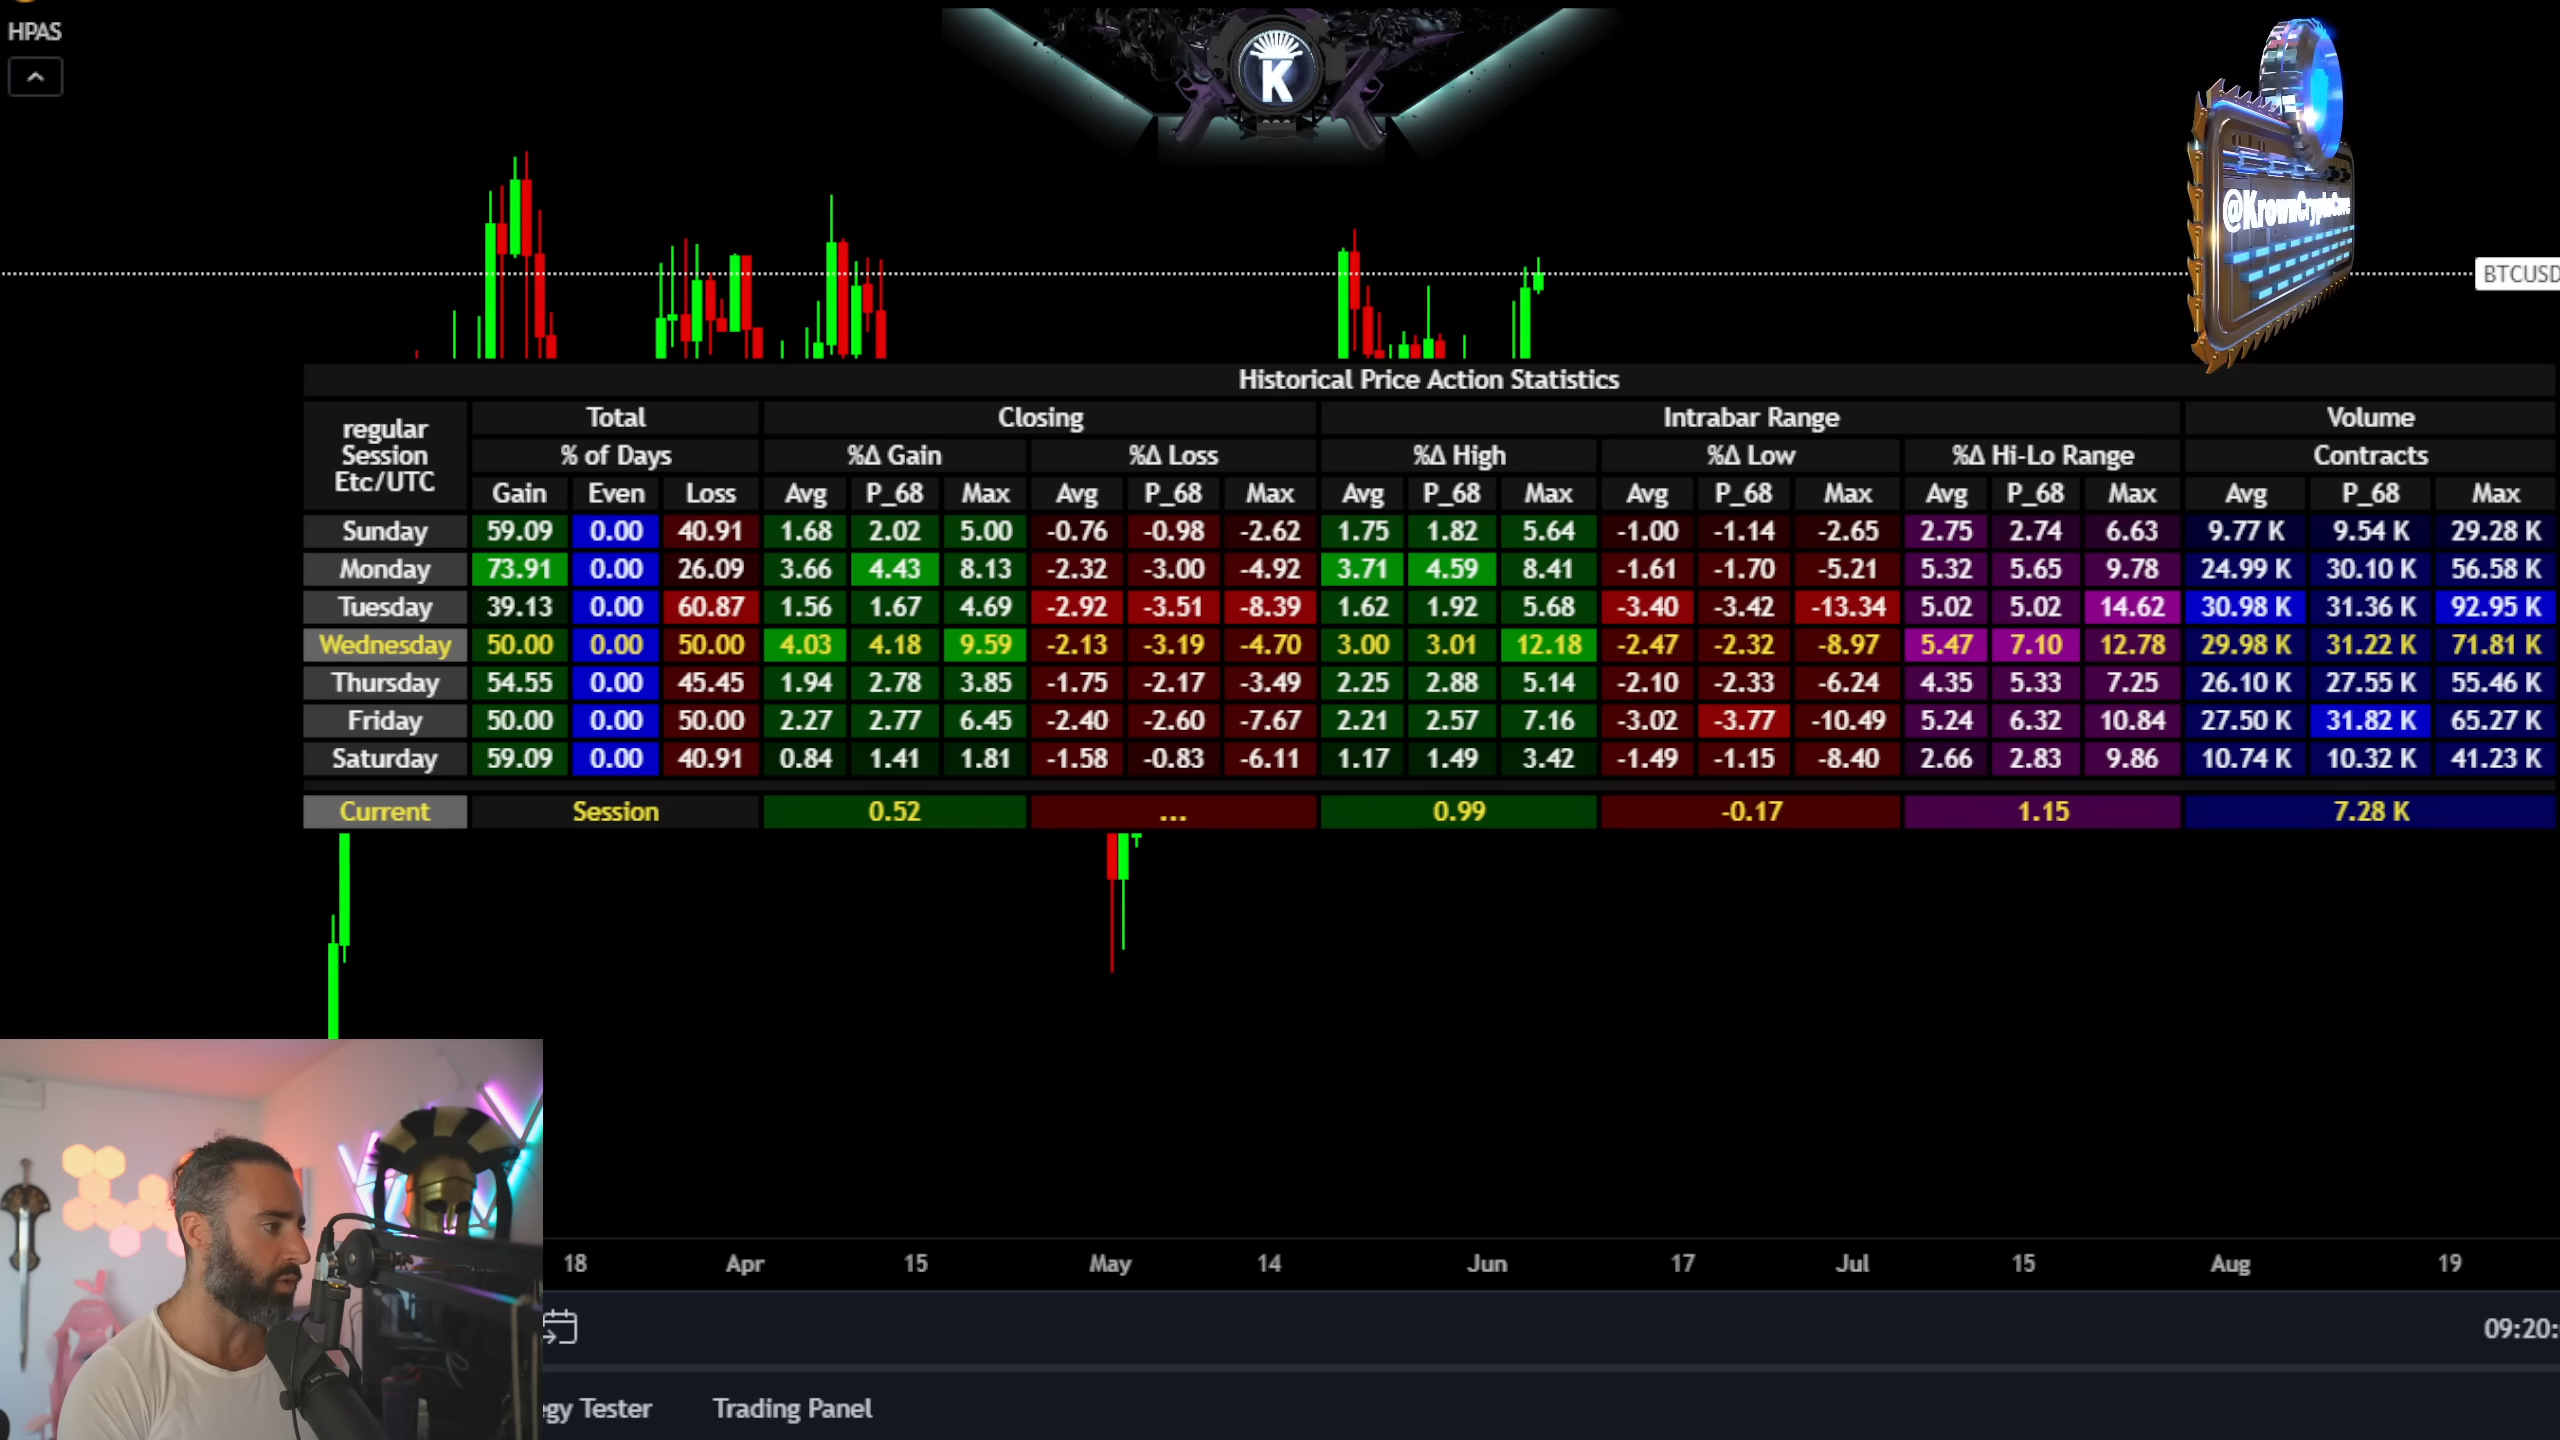 HPAS
K
@KrownCryptoCave
BTCUSD
Historical Price Action Statistics
regular Session Etc/UTC Total Closing Intrabar Range Volume
% of Days %Δ Gain %Δ Loss %Δ High %Δ Low %Δ Hi-Lo Range Contracts
Gain Even Loss Avg P_68 Max Avg P_68 Max Avg P_68 Max Avg P_68 Max Avg P_68 Max Avg P_68 Max
Sunday 59.09 0.00 40.91 1.68 2.02 5.00 -0.76 -0.98 -2.62 1.75 1.82 5.64 -1.00 -1.14 -2.65 2.75 2.74 6.63 9.77 K 9.54 K 29.28 K
Monday 73.91 0.00 26.09 3.66 4.43 8.13 -2.32 -3.00 -4.92 3.71 4.59 8.41 -1.61 -1.70 -5.21 5.32 5.65 9.78 24.99 K 30.10 K 56.58 K
Tuesday 39.13 0.00 60.87 1.56 1.67 4.69 -2.92 -3.51 -8.39 1.62 1.92 5.68 -3.40 -3.42 -13.34 5.02 5.02 14.62 30.98 K 31.36 K 92.95 K
Wednesday 50.00 0.00 50.00 4.03 4.18 9.59 -2.13 -3.19 -4.70 3.00 3.01 12.18 -2.47 -2.32 -8.97 5.47 7.10 12.78 29.98 K 31.22 K 71.81 K
Thursday 54.55 0.00 45.45 1.94 2.78 3.85 -1.75 -2.17 -3.49 2.25 2.88 5.14 -2.10 -2.33 -6.24 4.35 5.33 7.25 26.10 K 27.55 K 55.46 K
Friday 50.00 0.00 50.00 2.27 2.77 6.45 -2.40 -2.60 -7.67 2.21 2.57 7.16 -3.02 -3.77 -10.49 5.24 6.32 10.84 27.50 K 31.82 K 65.27 K
Saturday 59.09 0.00 40.91 0.84 1.41 1.81 -1.58 -0.83 -6.11 1.17 1.49 3.42 -1.49 -1.15 -8.40 2.66 2.83 9.86 10.74 K 10.32 K 41.23 K
Current Session 0.52 ... 0.99 -0.17 1.15 7.28 K
18 Apr 15 May 14 Jun 17 Jul 15 Aug 19
09:20:
gy Tester Trading Panel